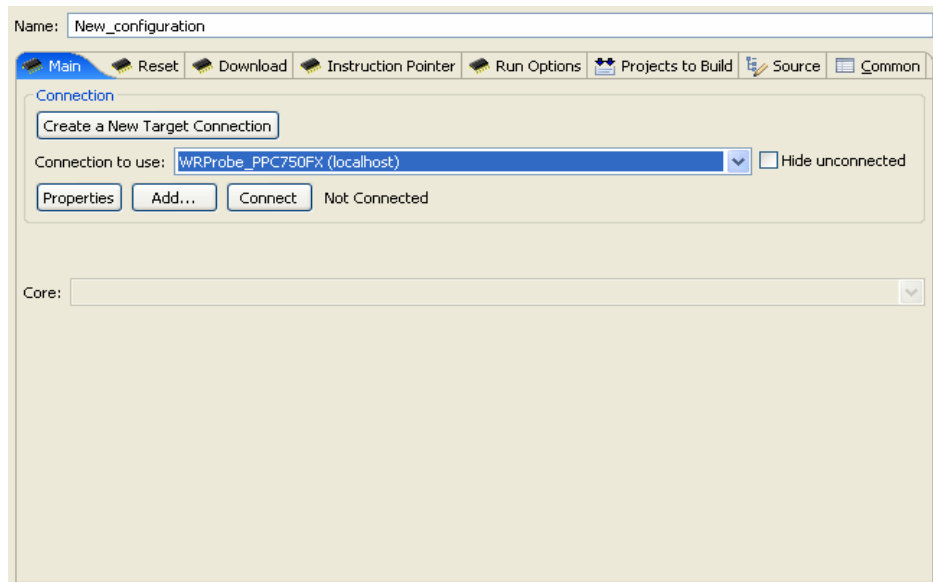 Name: New_configuration
Main Reset Download Instruction Pointer Run Options Projects to Build Source Common
Connection
Create a New Target Connection
Connection to use: WRProbe_PPC750FX (localhost) Hide unconnected
Properties Add... Connect Not Connected
Core: